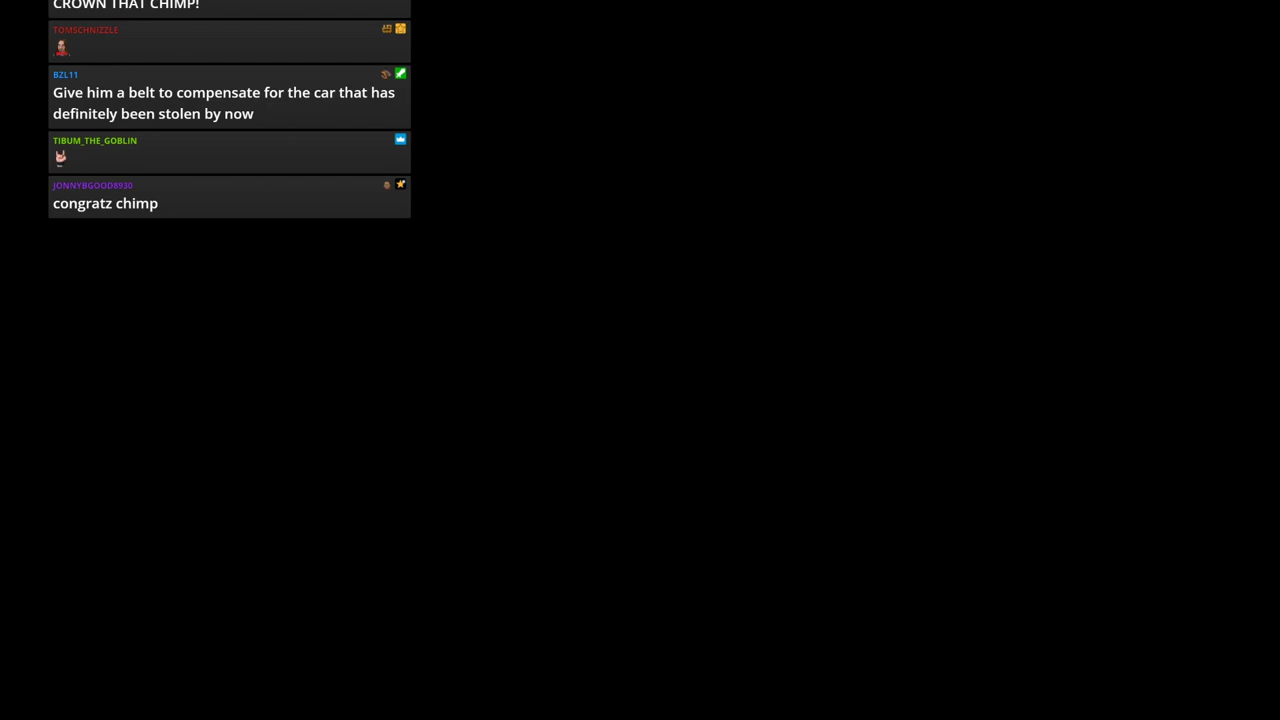 CROWN THAT CHIMP!
TOMSCHNIZZLE
BZL11
Give him a belt to compensate for the car that has
definitely been stolen by now
TIBUM_THE_GOBLIN
JONNYBGOOD8930
congratz chimp